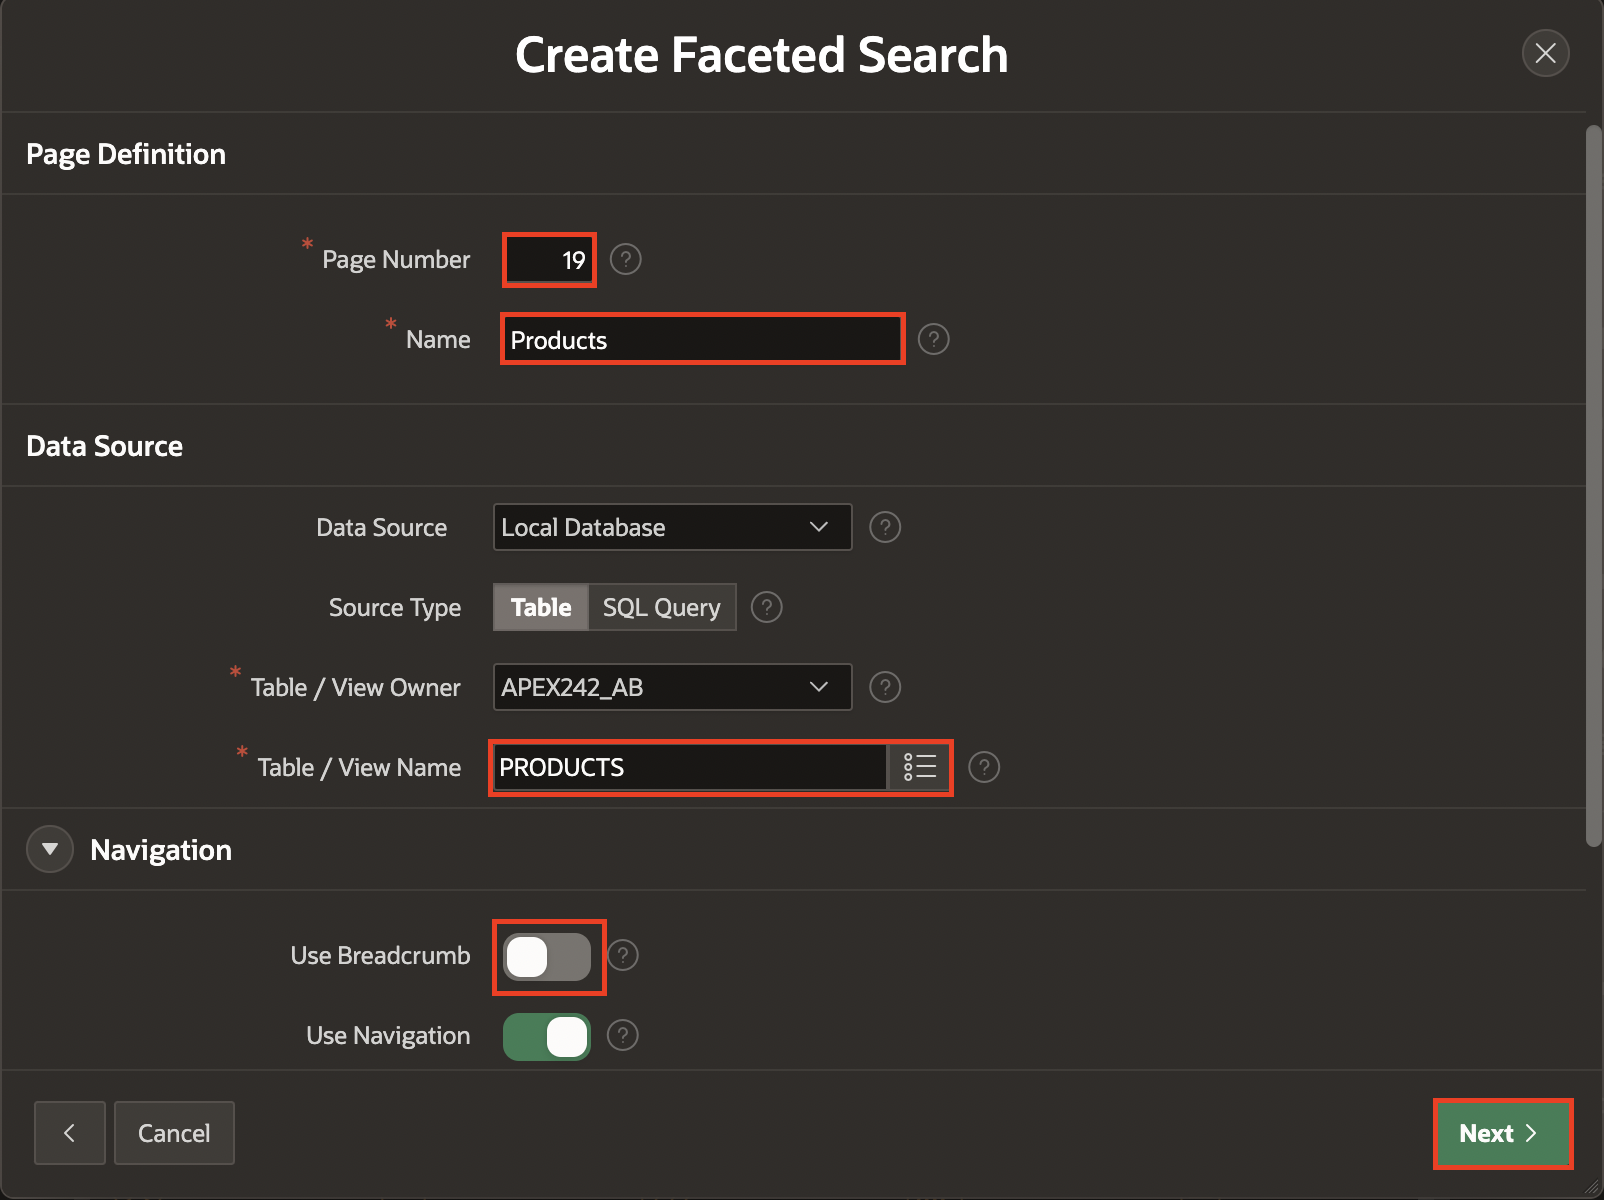 Create Faceted Search
Page Definition
* Page Number 19 ?
* Name Products ?
Data Source
Data Source Local Database ?
Source Type Table SQL Query ?
* Table / View Owner APEX242_AB ?
* Table / View Name PRODUCTS ?
Navigation
Use Breadcrumb ?
Use Navigation ?
Cancel Next